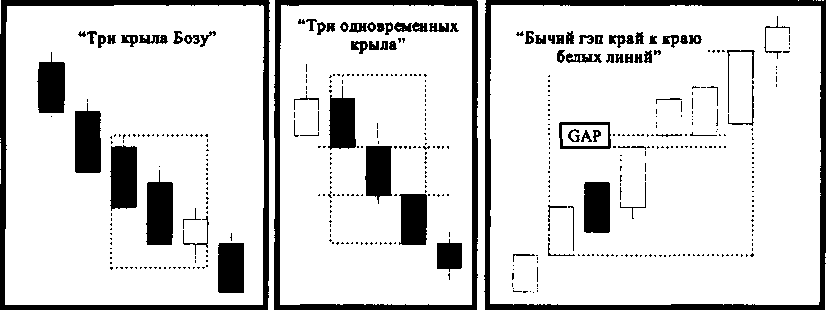 “Три крыла Бозу”
“Три одновременных
крыла”
“Бычий гэп край к краю
белых линий”
GAP